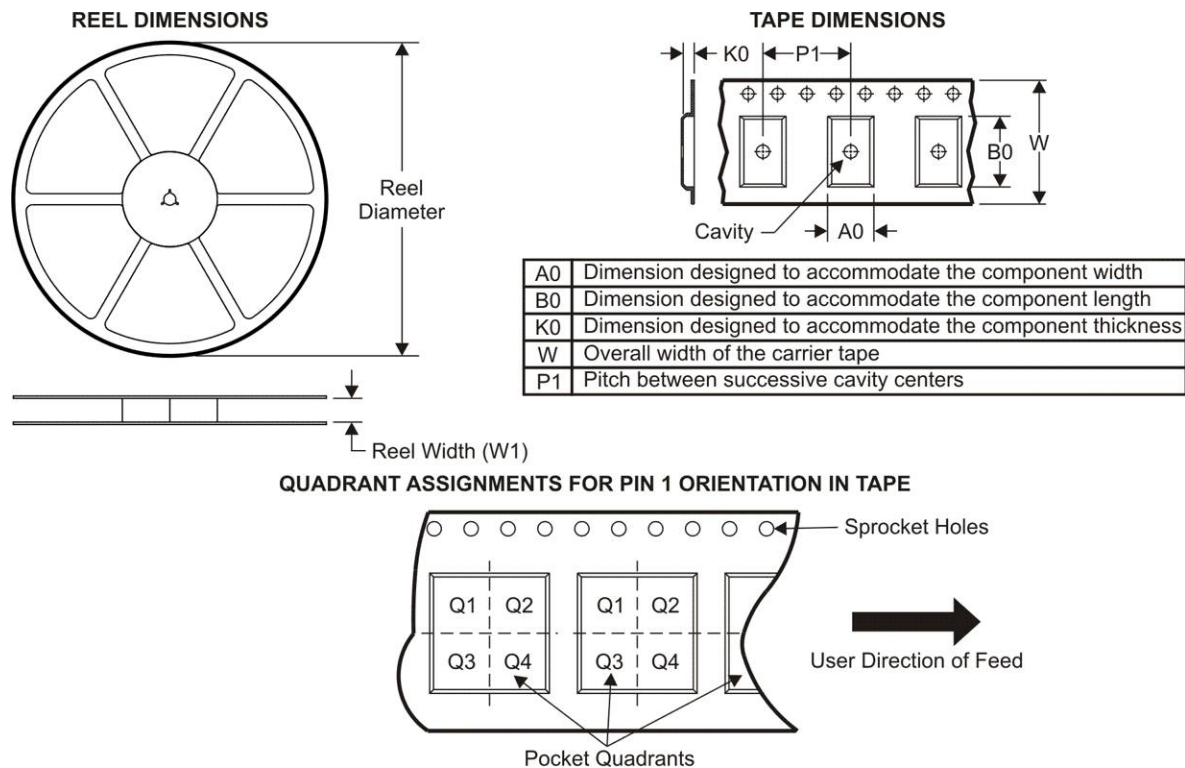 REEL DIMENSIONS
Reel
Diameter
Reel Width (W1)
TAPE DIMENSIONS
K0
P1
B0
W
Cavity
A0
A0 Dimension designed to accommodate the component width
B0 Dimension designed to accommodate the component length
K0 Dimension designed to accommodate the component thickness
W Overall width of the carrier tape
P1 Pitch between successive cavity centers
QUADRANT ASSIGNMENTS FOR PIN 1 ORIENTATION IN TAPE
Sprocket Holes
Q1 Q2 Q1 Q2
Q3 Q4 Q3 Q4
User Direction of Feed
Pocket Quadrants